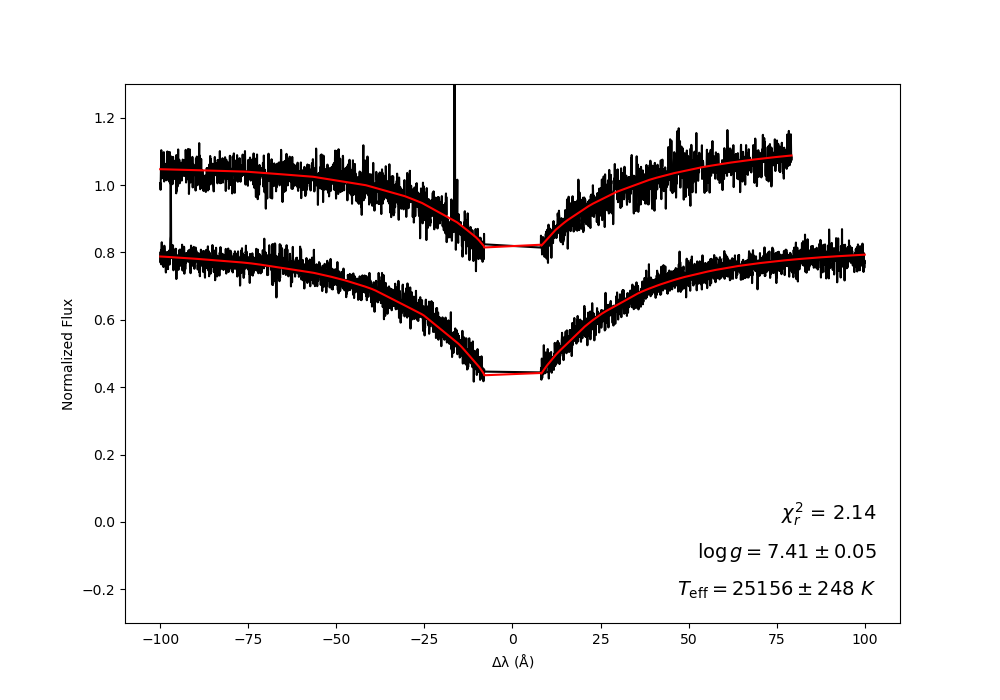 1.2
1.0
0.8
0.6
0.4
0.2
0.0
−0.2
Normalized Flux
χ²ᵣ = 2.14
log g = 7.41 ± 0.05
T_eff = 25156 ± 248 K
−100 −75 −50 −25 0 25 50 75 100
Δλ (Å)